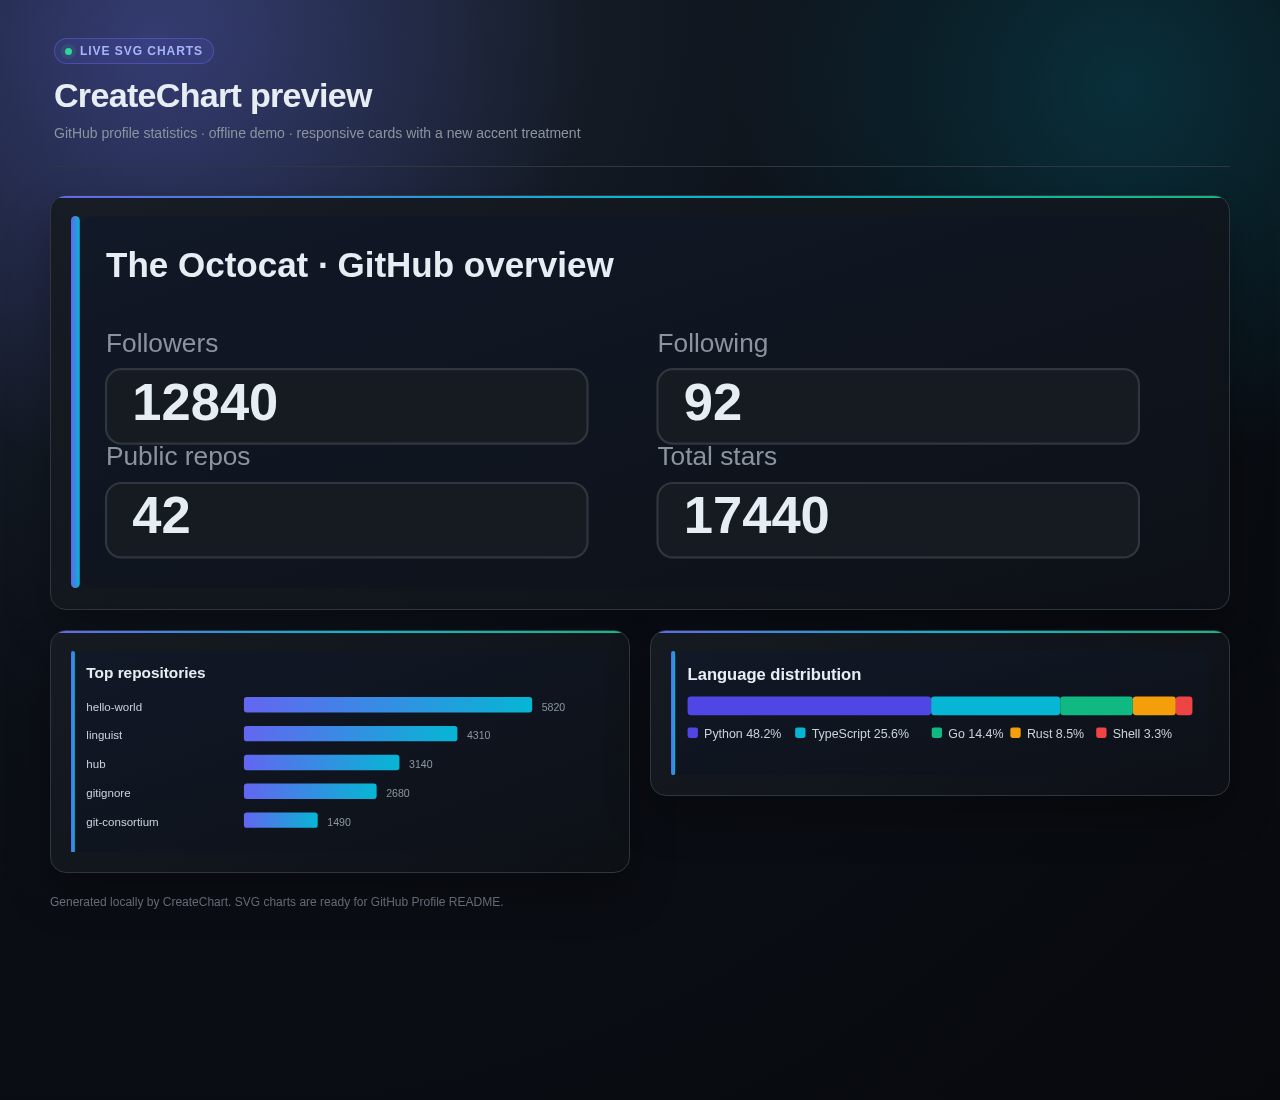 LIVE SVG CHARTS
CreateChart preview
GitHub profile statistics · offline demo · responsive cards with a new accent treatment
The Octocat · GitHub overview
Followers
Following
12840
92
Public repos
Total stars
42
17440
Top repositories
hello-world 5820
linguist 4310
hub 3140
gitignore 2680
git-consortium 1490
Language distribution
Python 48.2% TypeScript 25.6% Go 14.4% Rust 8.5% Shell 3.3%
Generated locally by CreateChart. SVG charts are ready for GitHub Profile README.